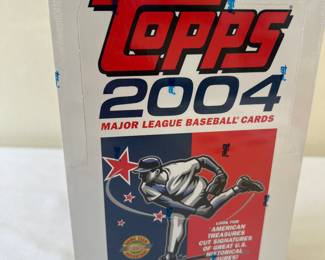 Topps
2004
MAJOR LEAGUE BASEBALL® CARDS
LOOK FOR
AMERICAN
TREASURES
CUT SIGNATURES
OF GREAT U.S.
HISTORICAL